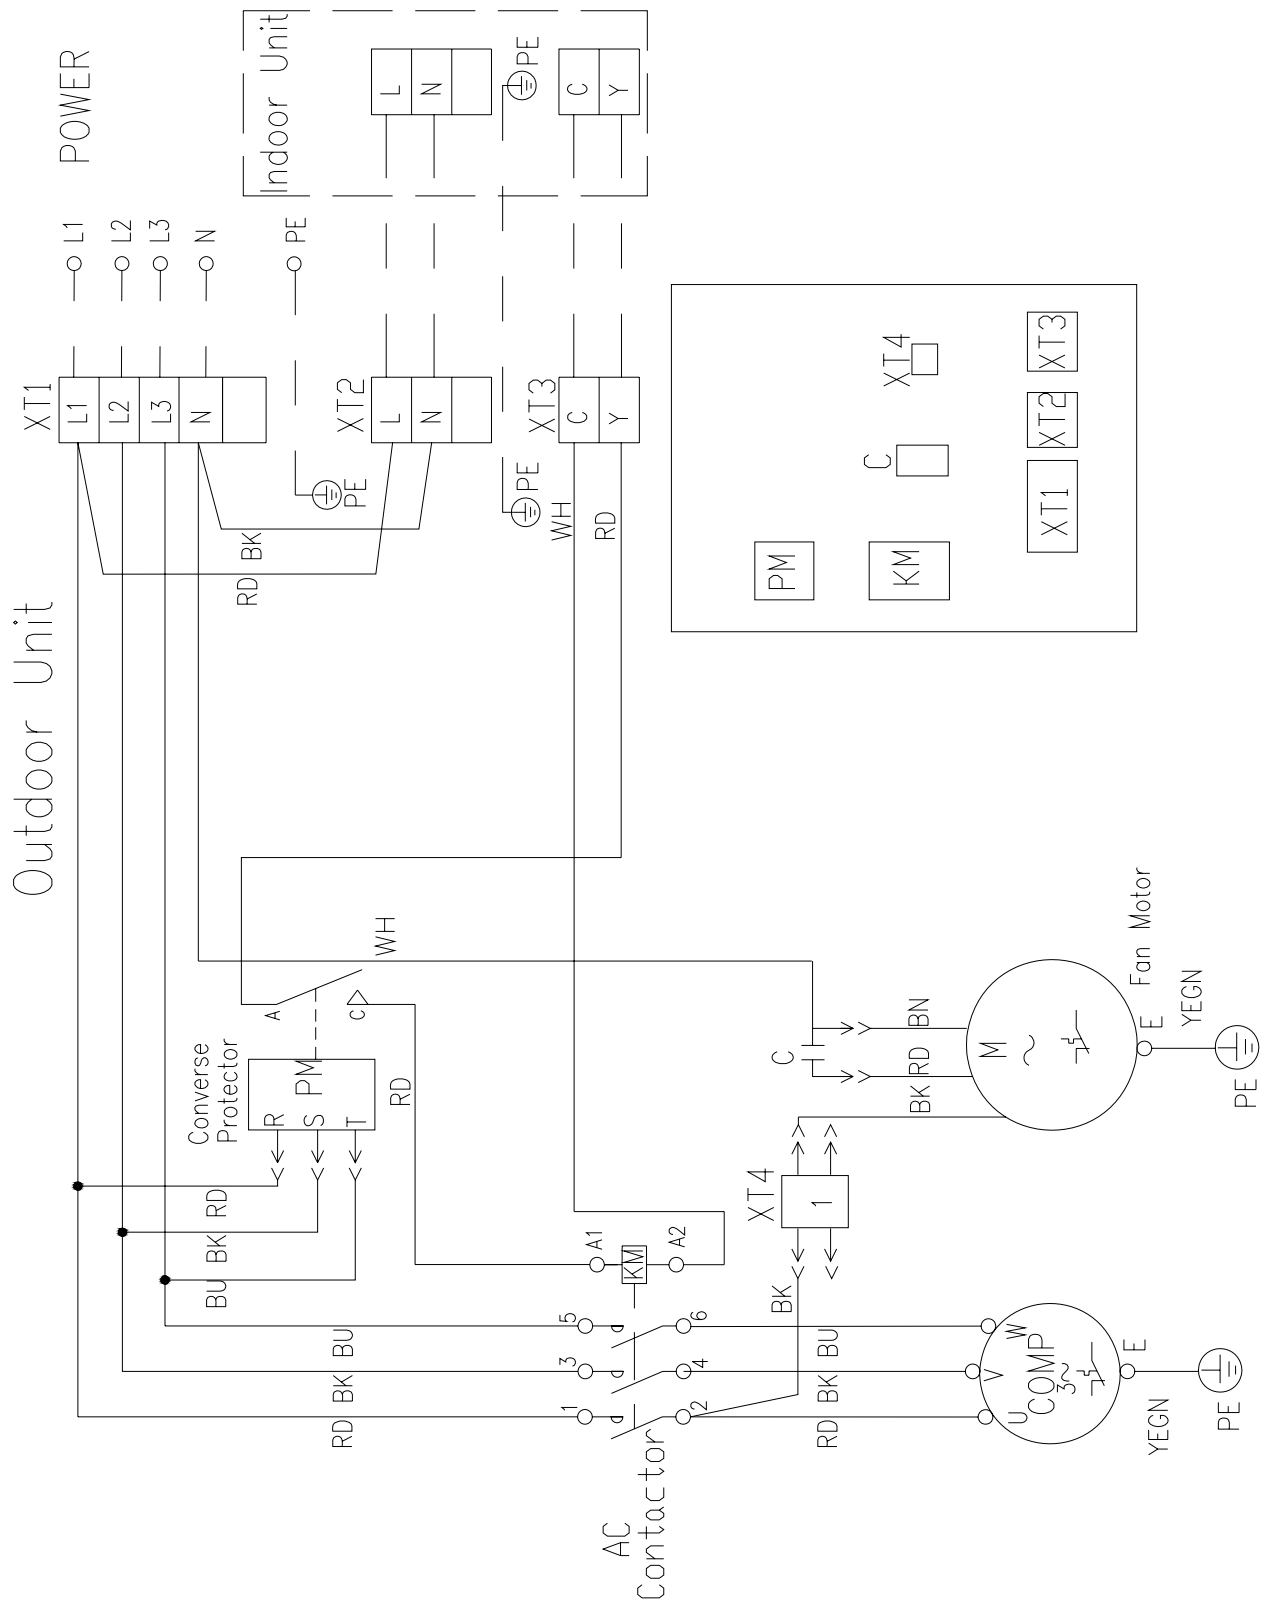 Outdoor Unit
POWER
L1
L2
L3
N
PE
XT1
L1
L2
L3
N
PE
RD
BK
Indoor Unit
L
N
PE
C
Y
XT2
L
N
PE
XT3
C
Y
WH
RD
Converse
Protector
PM
R
S
T
A
C
WH
RD
RD
BK
BU
RD
BK
BU
1
3
5
2
4
6
A1
KM
A2
AC
Contactor
RD
BK
BU
BK
XT4
1
C
BK
RD
BN
M
Fan Motor
E
YEGN
PE
U
V
W
COMP
3~
E
YEGN
PE
PM
KM
C
XT4
XT1
XT2
XT3